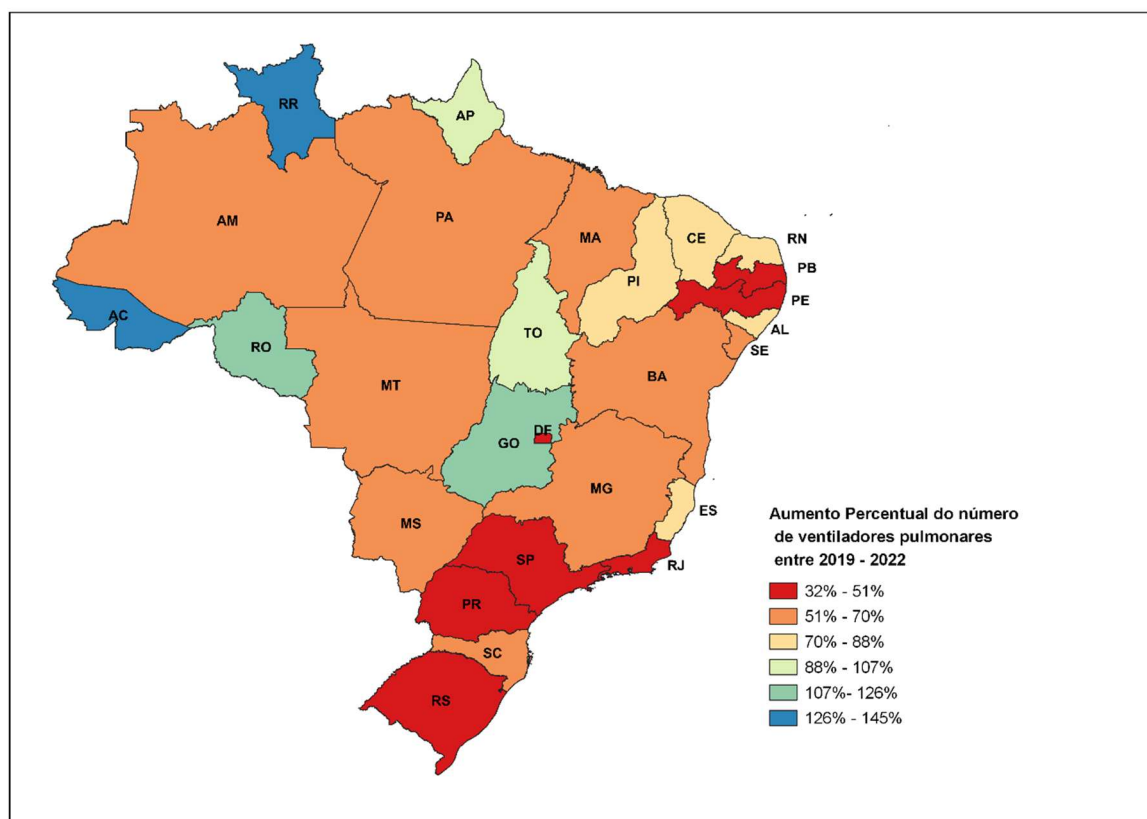 RR
AP
AM
PA
MA
CE
RN
PB
PI
PE
AC
AL
TO
RO
SE
BA
MT
DF
GO
MG
MS
ES
SP
RJ
PR
SC
RS
Aumento Percentual do número
de ventiladores pulmonares
entre 2019 - 2022
32% - 51%
51% - 70%
70% - 88%
88% - 107%
107%- 126%
126% - 145%